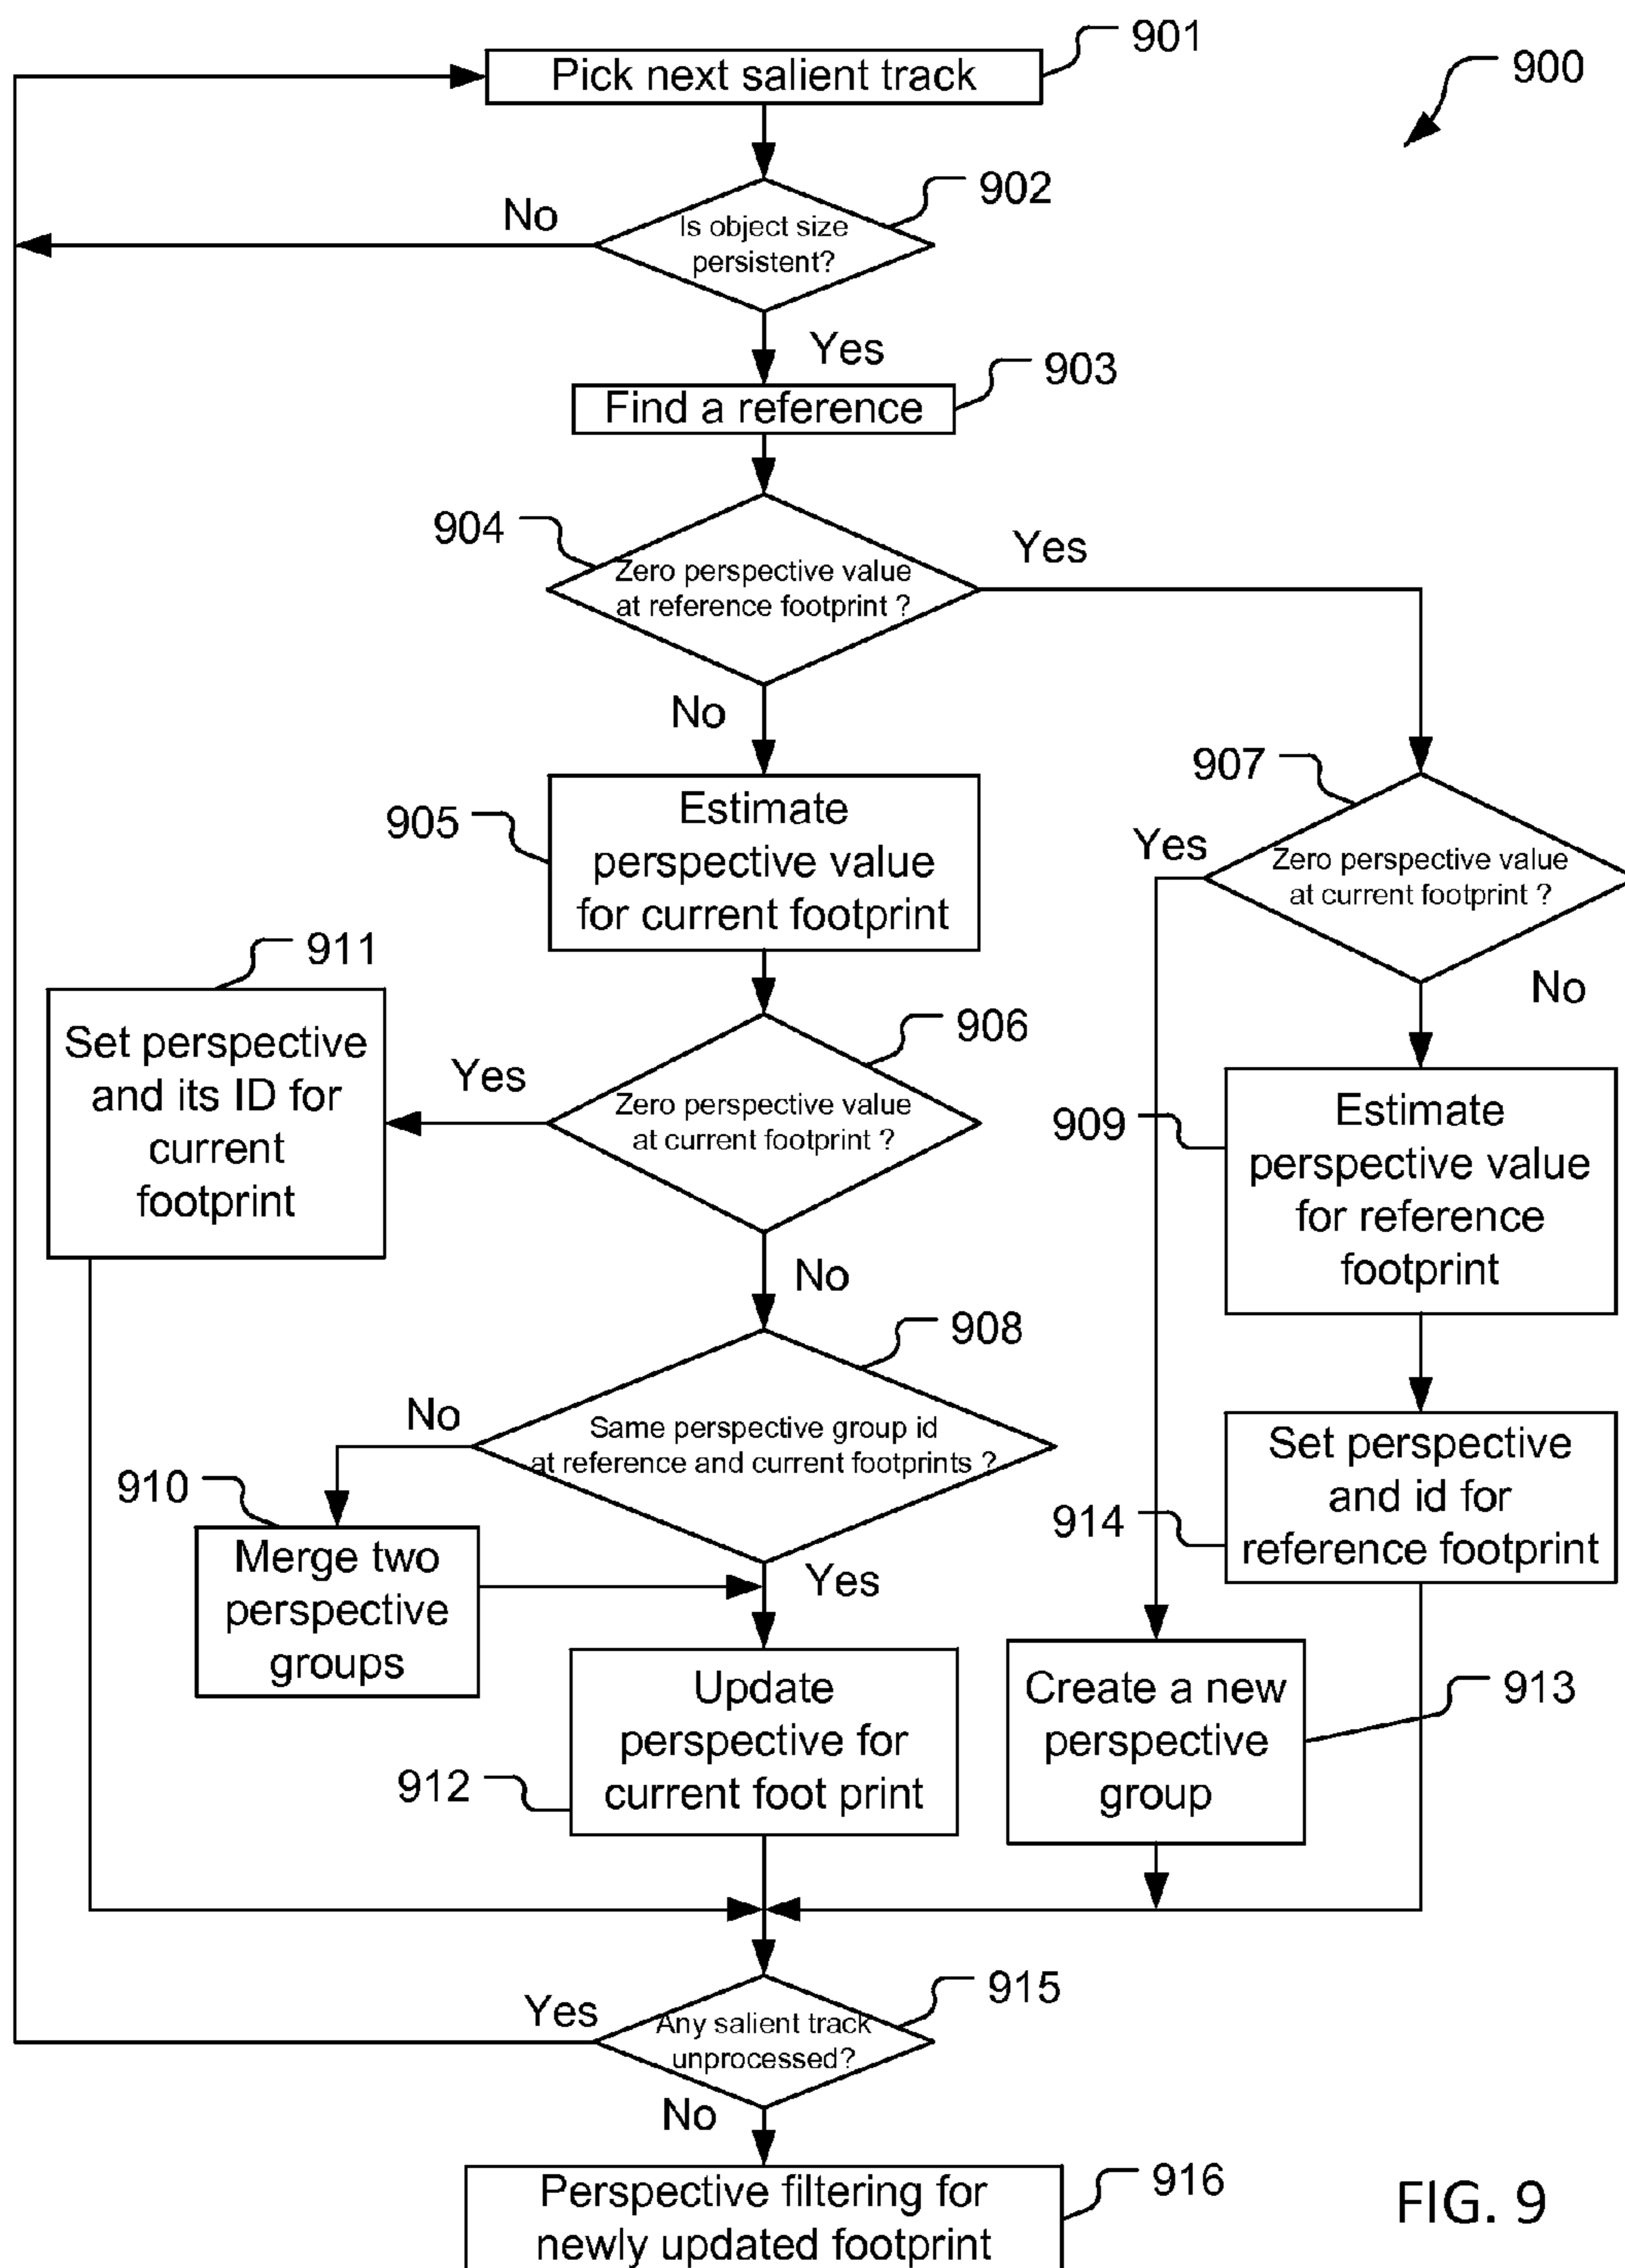 901
Pick next salient track
900
902
No
Is object size
persistent?
Yes
903
Find a reference
904
Yes
Zero perspective value
at reference footprint ?
No
907
905
Estimate
perspective value
for current footprint
Yes
Zero perspective value
at current footprint ?
911
No
906
Set perspective
and its ID for
current
footprint
Yes
Zero perspective value
at current footprint ?
909
Estimate
perspective value
for reference
footprint
No
908
No
Same perspective group id
at reference and current footprints ?
910
Set perspective
and id for
reference footprint
914
Merge two
perspective
groups
Yes
Update
perspective for
current foot print
912
Create a new
perspective
group
913
915
Yes
Any salient track
unprocessed?
No
916
Perspective filtering for
newly updated footprint
FIG. 9